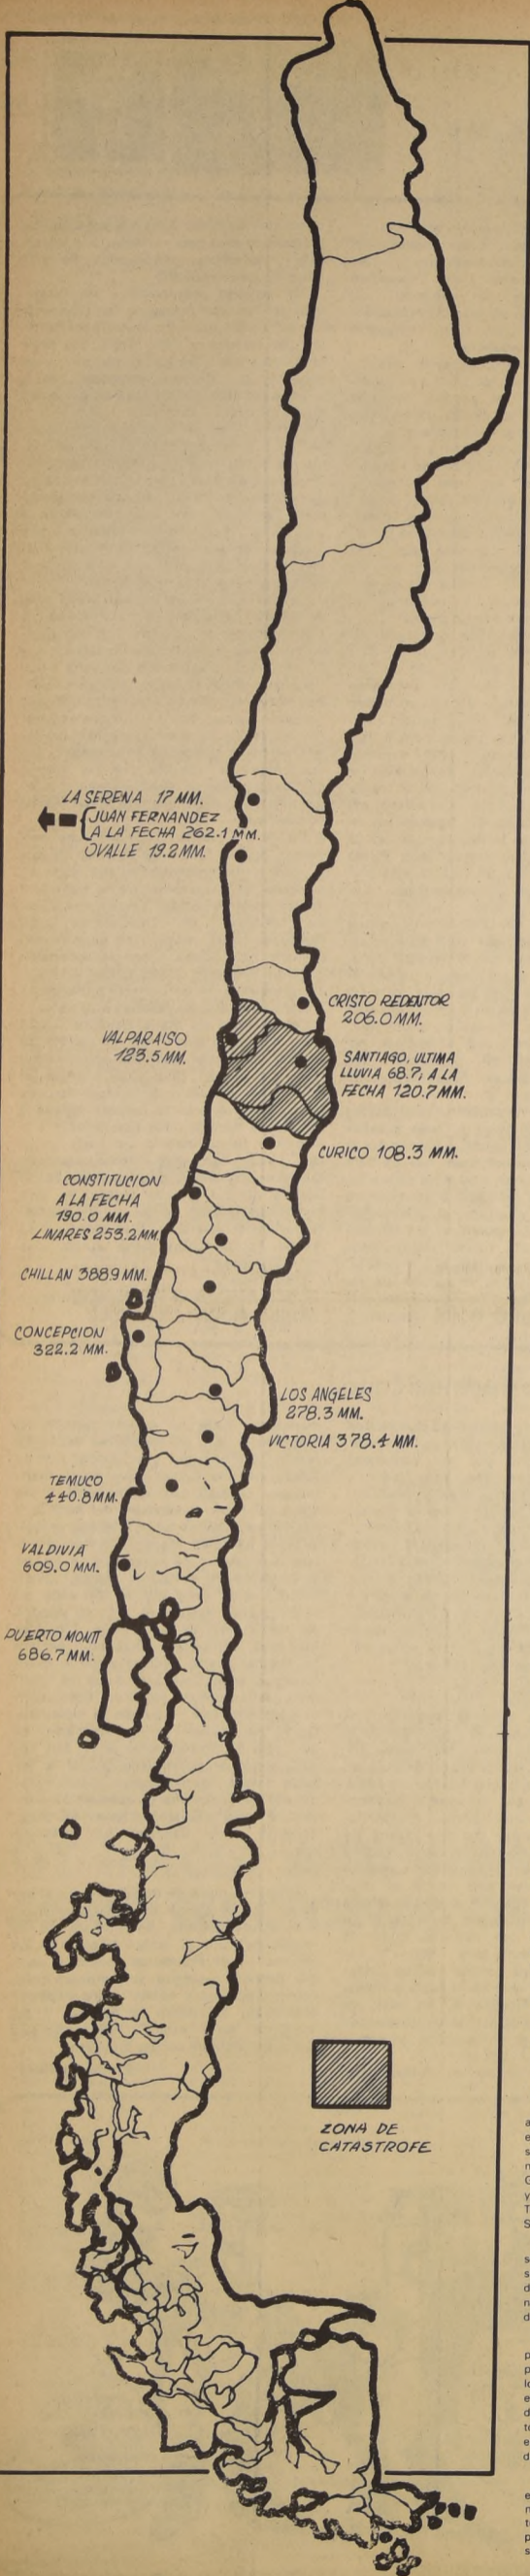 LA SERENA 17 MM.
JUAN FERNANDEZ
A LA FECHA 262.1 MM.
OVALLE 19.2 MM.
CRISTO REDENTOR
206.0 MM.
VALPARAISO
123.5 MM.
SANTIAGO, ULTIMA
LLUVIA 68.7; A LA
FECHA 120.7 MM.
CURICO 108.3 MM.
CONSTITUCION
A LA FECHA
190.0 MM.
LINARES 253.2 MM.
CHILLAN 388.9 MM.
CONCEPCION
322.2 MM.
LOS ANGELES
278.3 MM.
VICTORIA 378.4 MM.
TEMUCO
440.8 MM.
VALDIVIA
609.0 MM.
PUERTO MONTT
686.7 MM.
ZONA DE
CATASTROFE